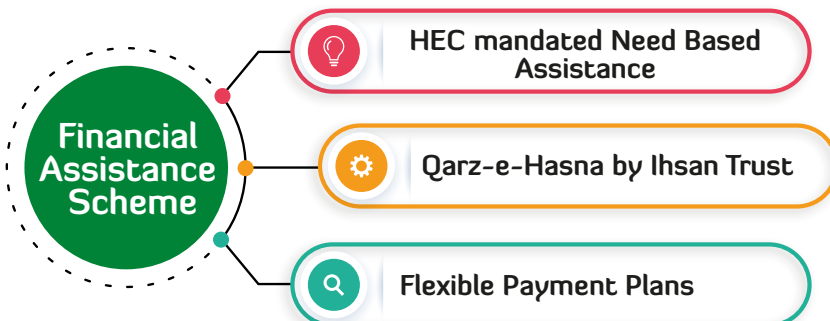 Financial
Assistance
Scheme
HEC mandated Need Based
Assistance
Qarz-e-Hasna by Ihsan Trust
Flexible Payment Plans